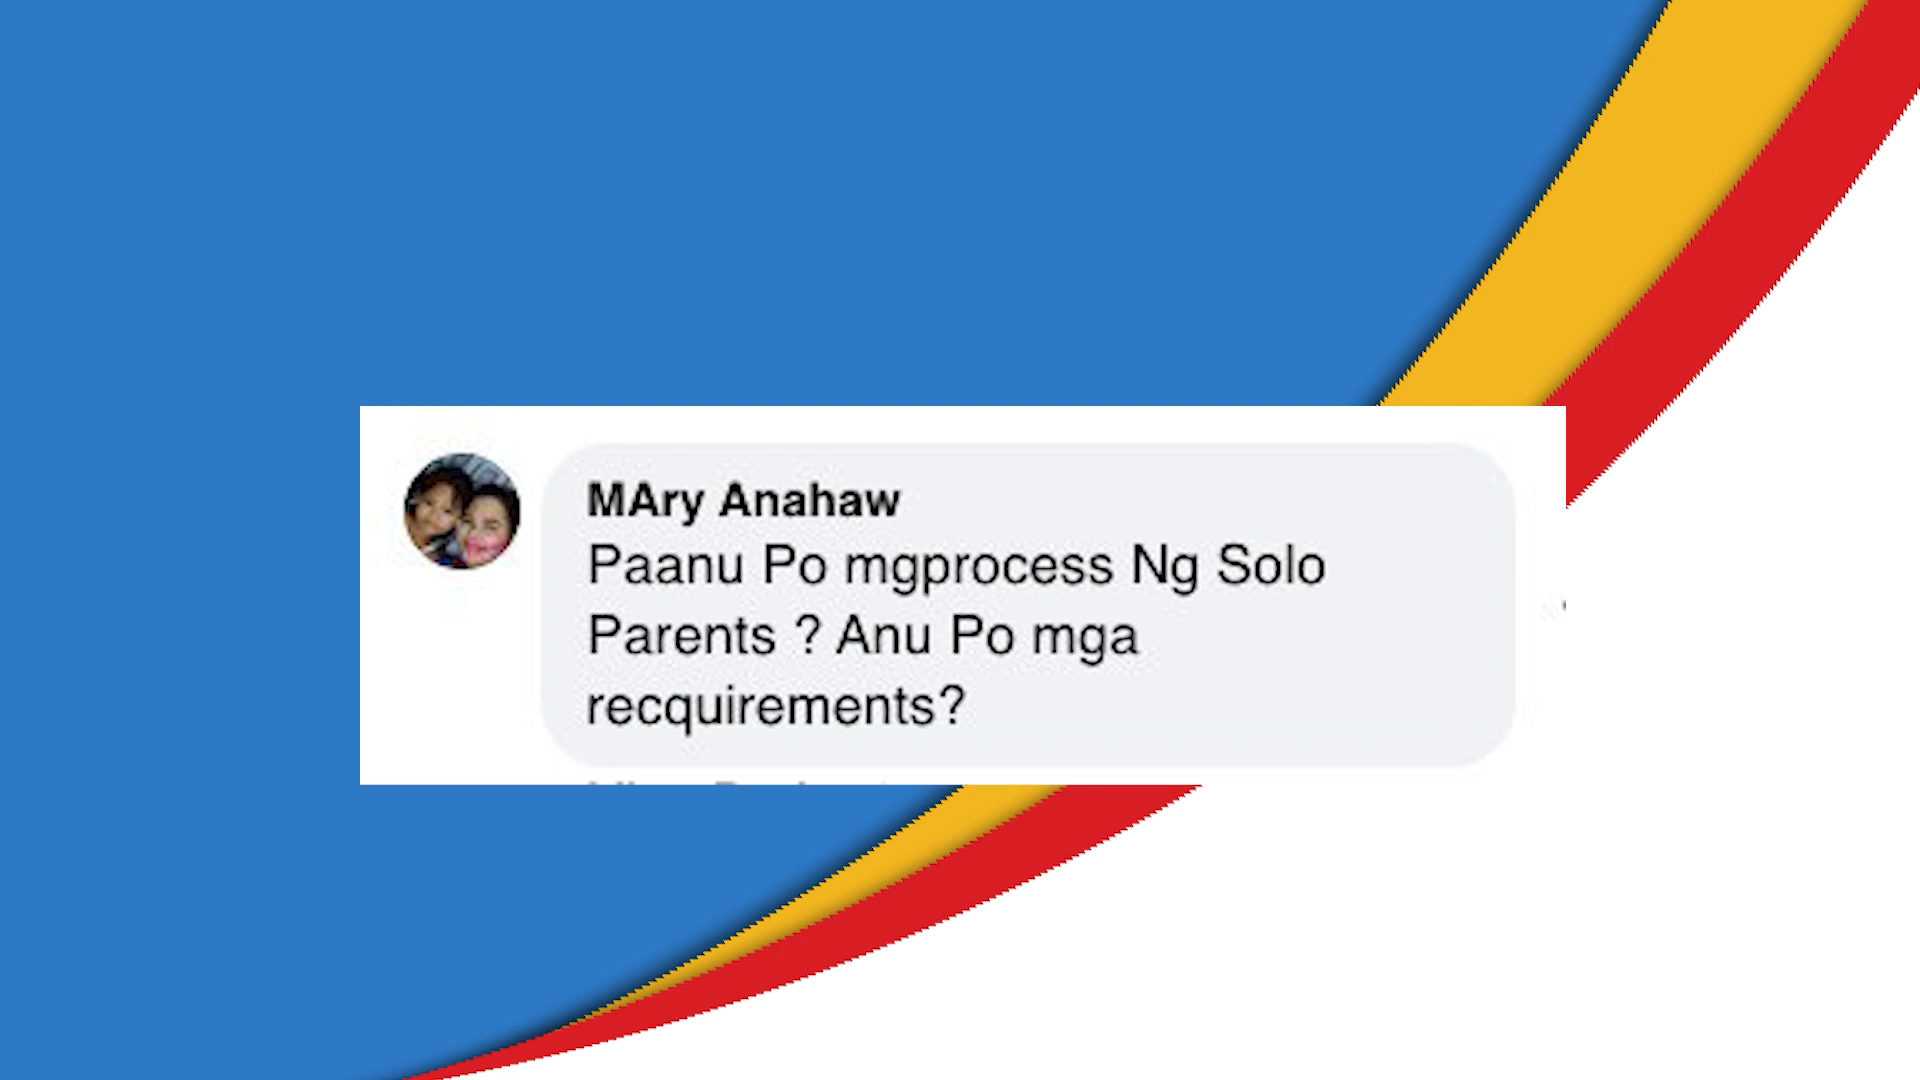 MAry Anahaw
Paanu Po mgprocess Ng Solo
Parents ? Anu Po mga
recquirements?